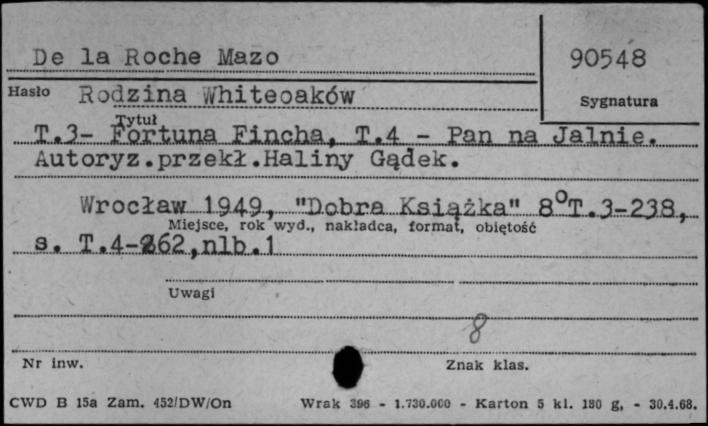 De la Roche Mazo
90548
Hasło Rodzina Whiteoaków
Sygnatura
Tytuł
T.3- Fortuna Fincha, T.4 - Pan na Jalnie.
Autoryz.przekł.Haliny Gądek.
Wrocław 1949, "Dobra Książka" 8°T.3-238,
Miejsce, rok wyd., nakładca, format, objętość
s. T.4-262,nlb.1
Uwagi
8
Nr inw.
Znak klas.
CWD B 15a Zam. 452/DW/On Wrak 396 - 1.730.000 - Karton 5 kl. 180 g, - 30.4.68.